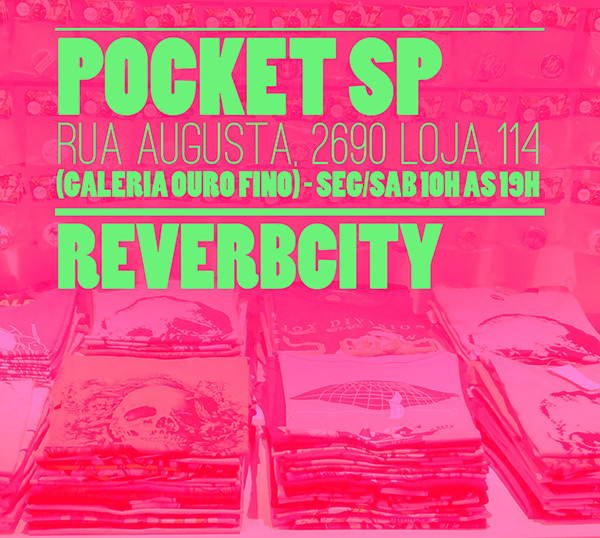 POCKET SP
RUA AUGUSTA, 2690 LOJA 114
(GALERIA OURO FINO) - SEG/SAB 10H AS 19H
REVERBCITY